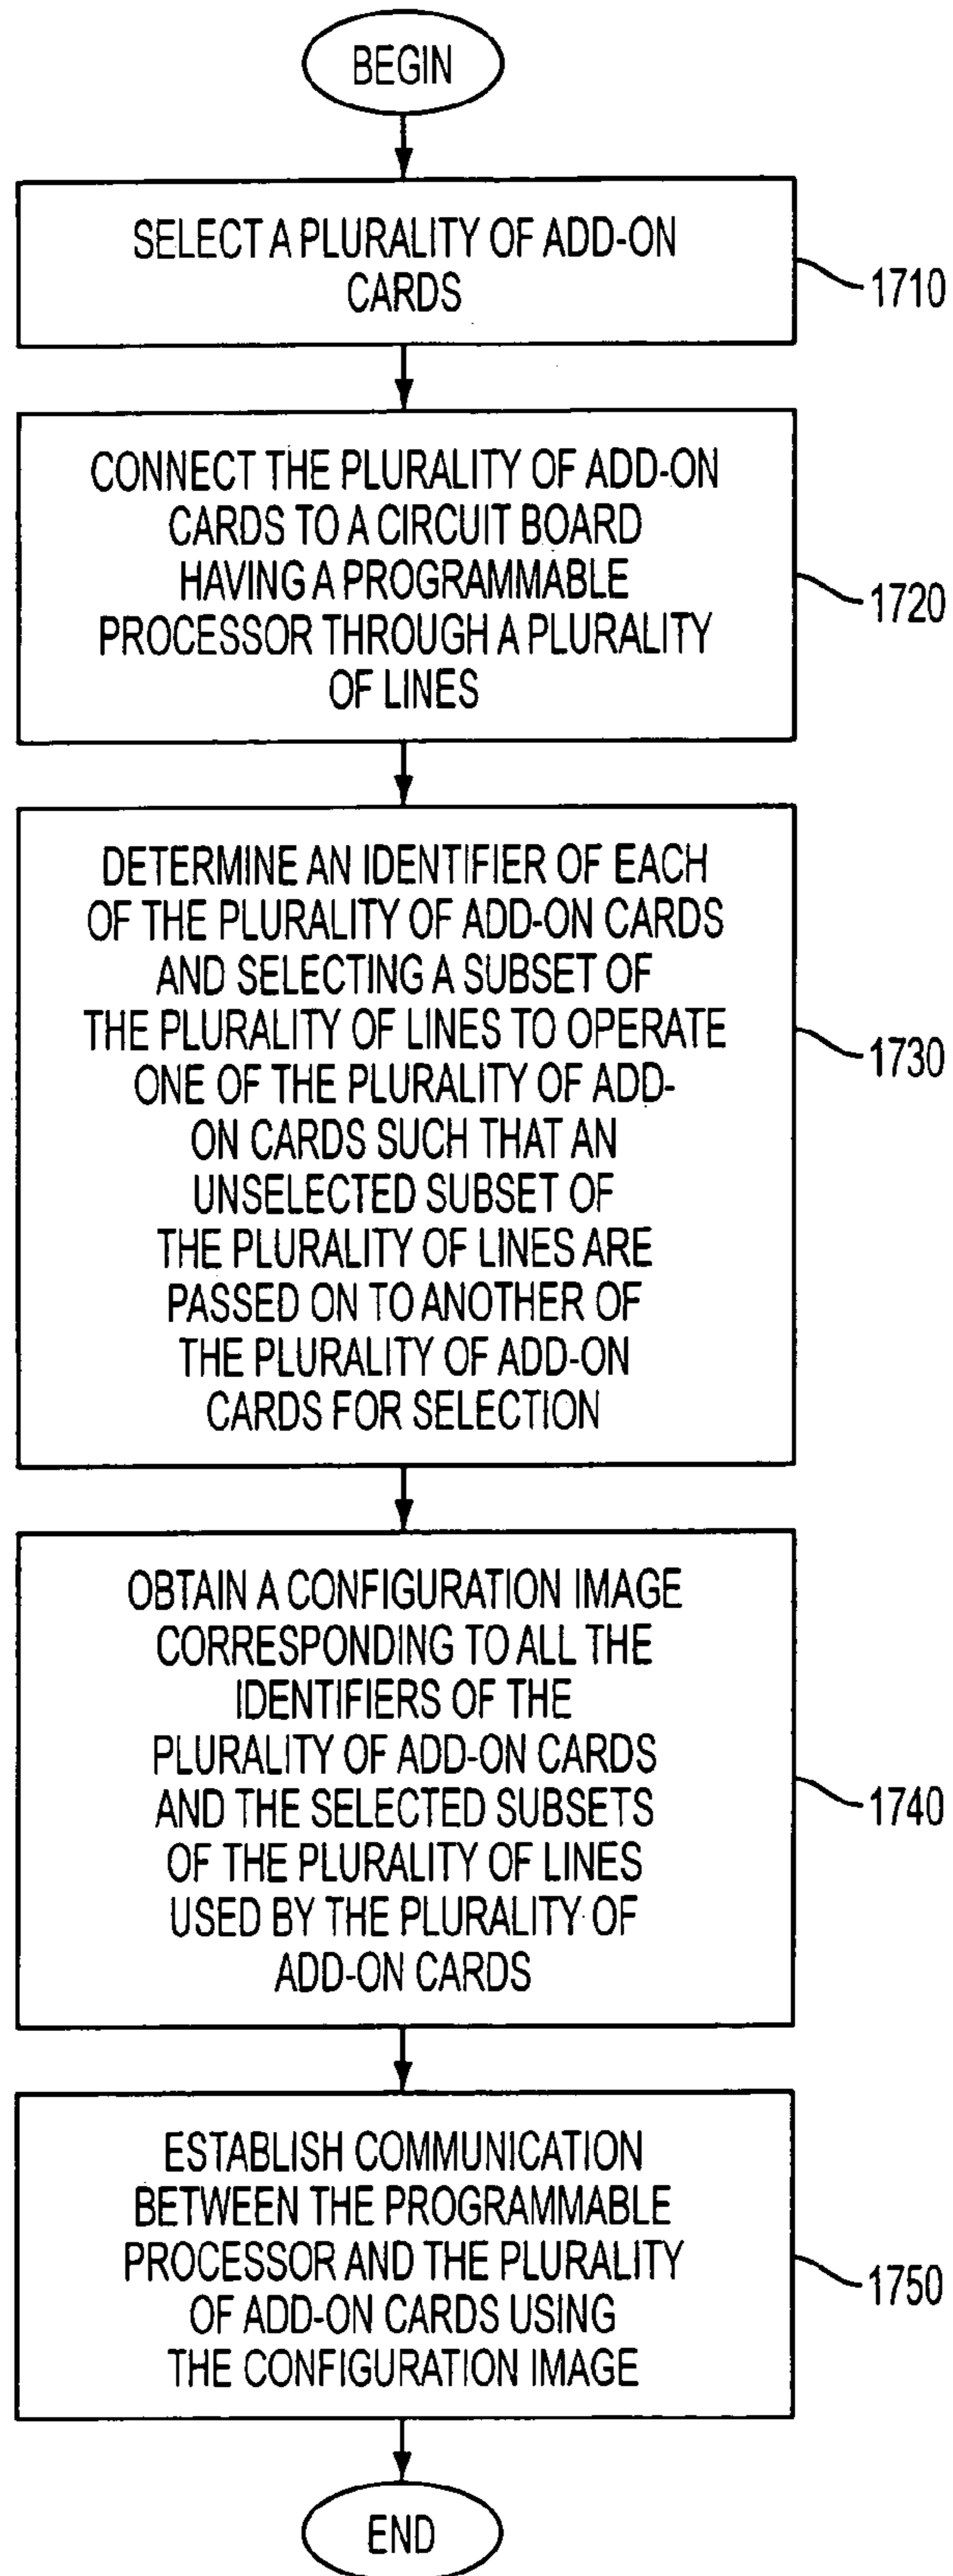 BEGIN
SELECT A PLURALITY OF ADD-ON
CARDS
1710
CONNECT THE PLURALITY OF ADD-ON
CARDS TO A CIRCUIT BOARD
HAVING A PROGRAMMABLE
PROCESSOR THROUGH A PLURALITY
OF LINES
1720
DETERMINE AN IDENTIFIER OF EACH
OF THE PLURALITY OF ADD-ON CARDS
AND SELECTING A SUBSET OF
THE PLURALITY OF LINES TO OPERATE
ONE OF THE PLURALITY OF ADD-
ON CARDS SUCH THAT AN
UNSELECTED SUBSET OF
THE PLURALITY OF LINES ARE
PASSED ON TO ANOTHER OF
THE PLURALITY OF ADD-ON
CARDS FOR SELECTION
1730
OBTAIN A CONFIGURATION IMAGE
CORRESPONDING TO ALL THE
IDENTIFIERS OF THE
PLURALITY OF ADD-ON CARDS
AND THE SELECTED SUBSETS
OF THE PLURALITY OF LINES
USED BY THE PLURALITY OF
ADD-ON CARDS
1740
ESTABLISH COMMUNICATION
BETWEEN THE PROGRAMMABLE
PROCESSOR AND THE PLURALITY
OF ADD-ON CARDS USING
THE CONFIGURATION IMAGE
1750
END